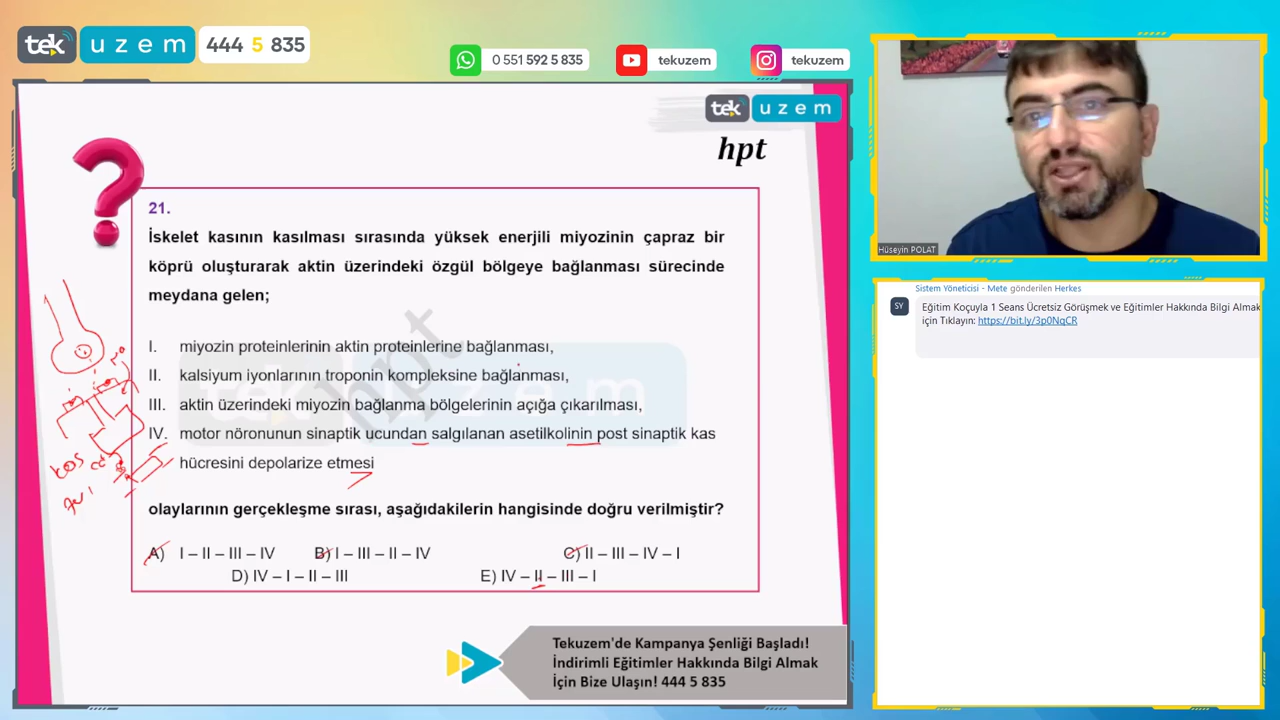 tek uzem 444 5 835
0 551 592 5 835
tekuzem
tekuzem
tek uzem
hpt
21.
İskelet kasının kasılması sırasında yüksek enerjili miyozinin çapraz bir
köprü oluşturarak aktin üzerindeki özgül bölgeye bağlanması sürecinde
meydana gelen;
I. miyozin proteinlerinin aktin proteinlerine bağlanması,
II. kalsiyum iyonlarının troponin kompleksine bağlanması,
III. aktin üzerindeki miyozin bağlanma bölgelerinin açığa çıkarılması,
IV. motor nöronunun sinaptik ucundan salgılanan asetilkolinin post sinaptik kas
hücresini depolarize etmesi
olaylarının gerçekleşme sırası, aşağıdakilerin hangisinde doğru verilmiştir?
A) I – II – III – IV B) I – III – II – IV C) II – III – IV – I
D) IV – I – II – III E) IV – II – III – I
hpt
tek uzem
kas
Tekuzem'de Kampanya Şenliği Başladı!
İndirimli Eğitimler Hakkında Bilgi Almak
İçin Bize Ulaşın! 444 5 835
Hüseyin POLAT
Sistem Yöneticisi - Mete gönderilen Herkes
SY
Eğitim Koçuyla 1 Seans Ücretsiz Görüşmek ve Eğitimler Hakkında Bilgi Almak
için Tıklayın: https://bit.ly/3p0NqCR